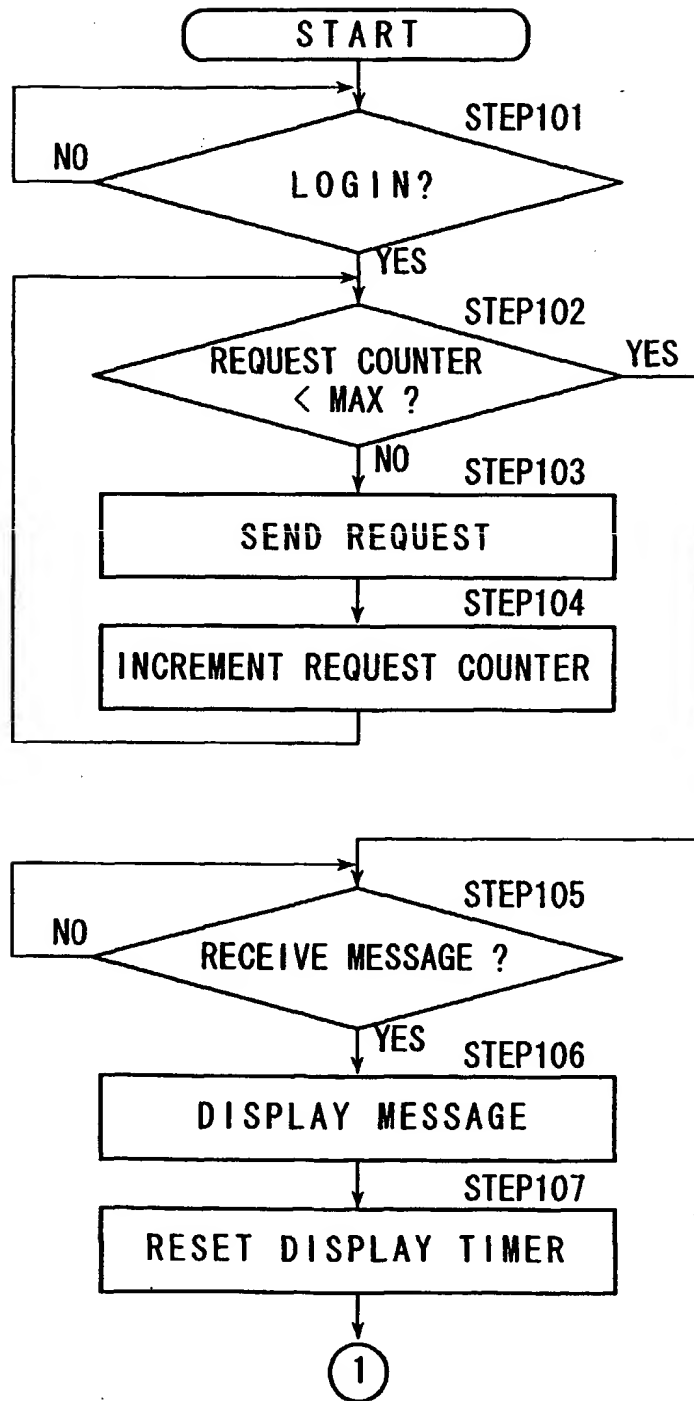 START
STEP101
NO
LOGIN?
YES
STEP102
REQUEST COUNTER
< MAX ?
YES
NO
STEP103
SEND REQUEST
STEP104
INCREMENT REQUEST COUNTER
STEP105
NO
RECEIVE MESSAGE ?
YES
STEP106
DISPLAY MESSAGE
STEP107
RESET DISPLAY TIMER
1